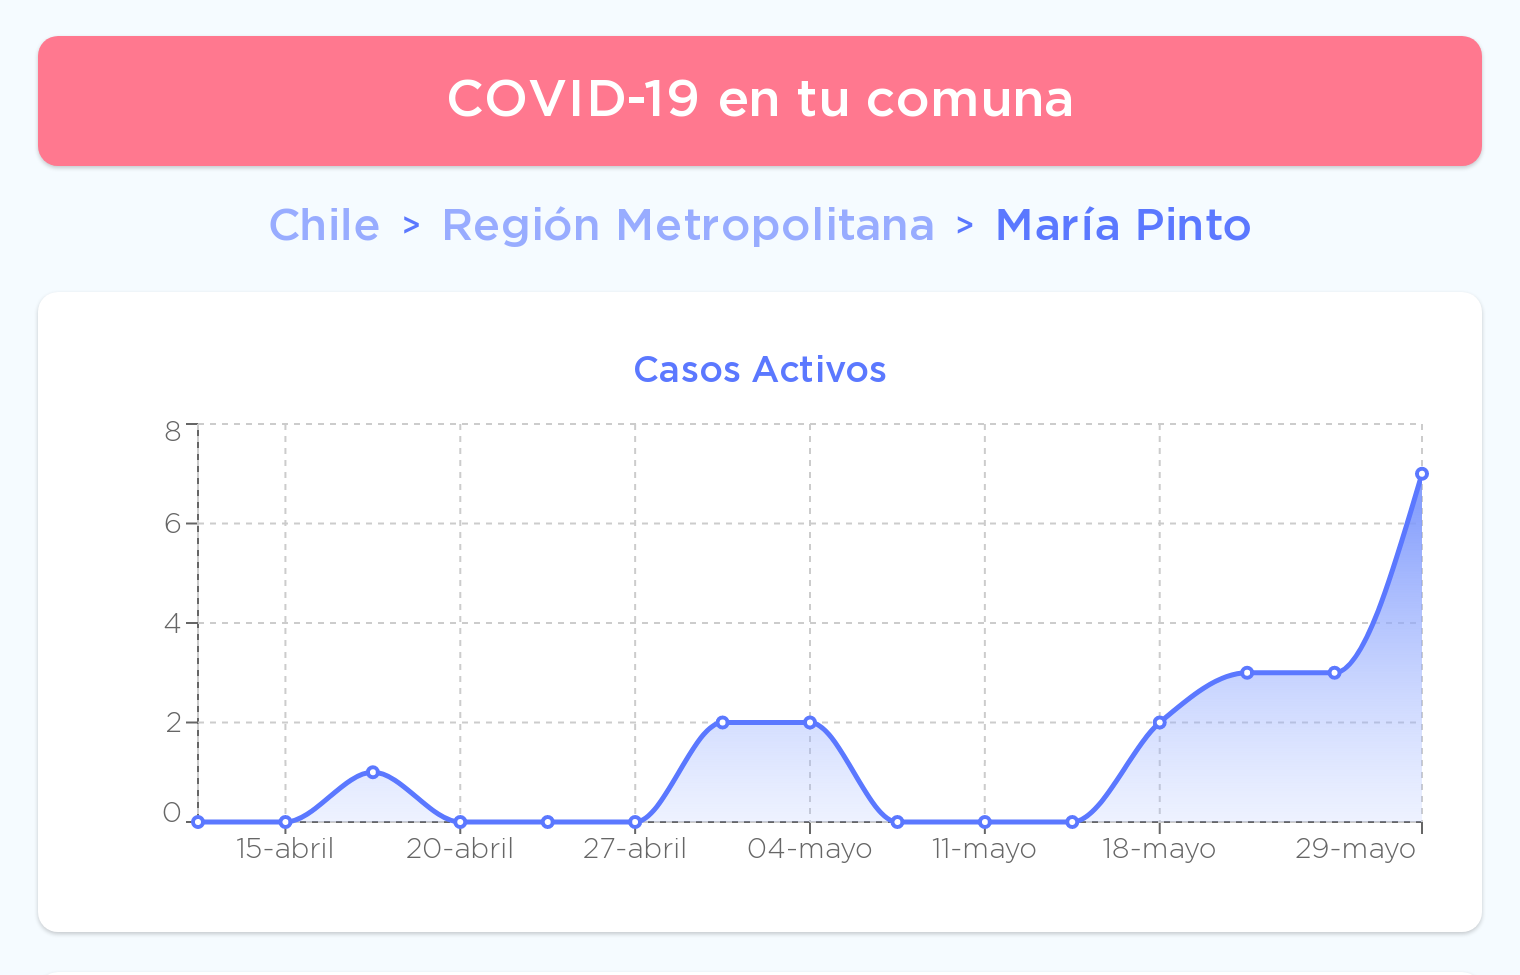 COVID-19 en tu comuna
Chile > Región Metropolitana > María Pinto
Casos Activos
8
6
4
2
0
15-abril 20-abril 27-abril 04-mayo 11-mayo 18-mayo 29-mayo